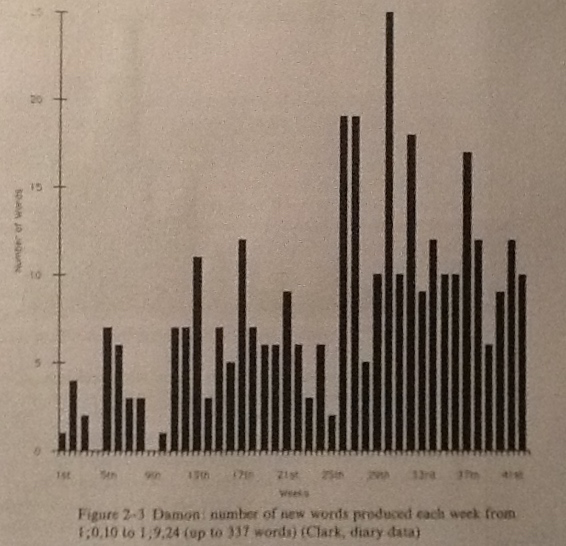 20
15
10
5
0
Number of Words
1st 5th 9th 13th 17th 21st 25th 29th 33rd 37th 41st
Weeks
Figure 2-3 Damon: number of new words produced each week from
1;0,10 to 1;9,24 (up to 337 words) (Clark, diary data)